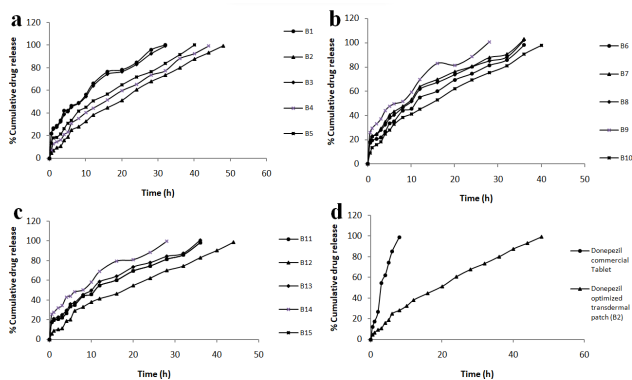 a
% Cumulative drug release
120
100
80
60
40
20
0
0 20 40 60
Time (h)
B1
B2
B3
B4
B5
b
% Cumulative drug release
120
100
80
60
40
20
0
0 10 20 30 40 50
Time (h)
B6
B7
B8
B9
B10
c
% Cumulative drug release
120
100
80
60
40
20
0
0 10 20 30 40 50
Time (h)
B11
B12
B13
B14
B15
d
% Cumulative drug release
120
100
80
60
40
20
0
0 10 20 30 40 50
Time (h)
Donepezil
commercial
Tablet
Donepezil
optimized
transdermal
patch (B2)